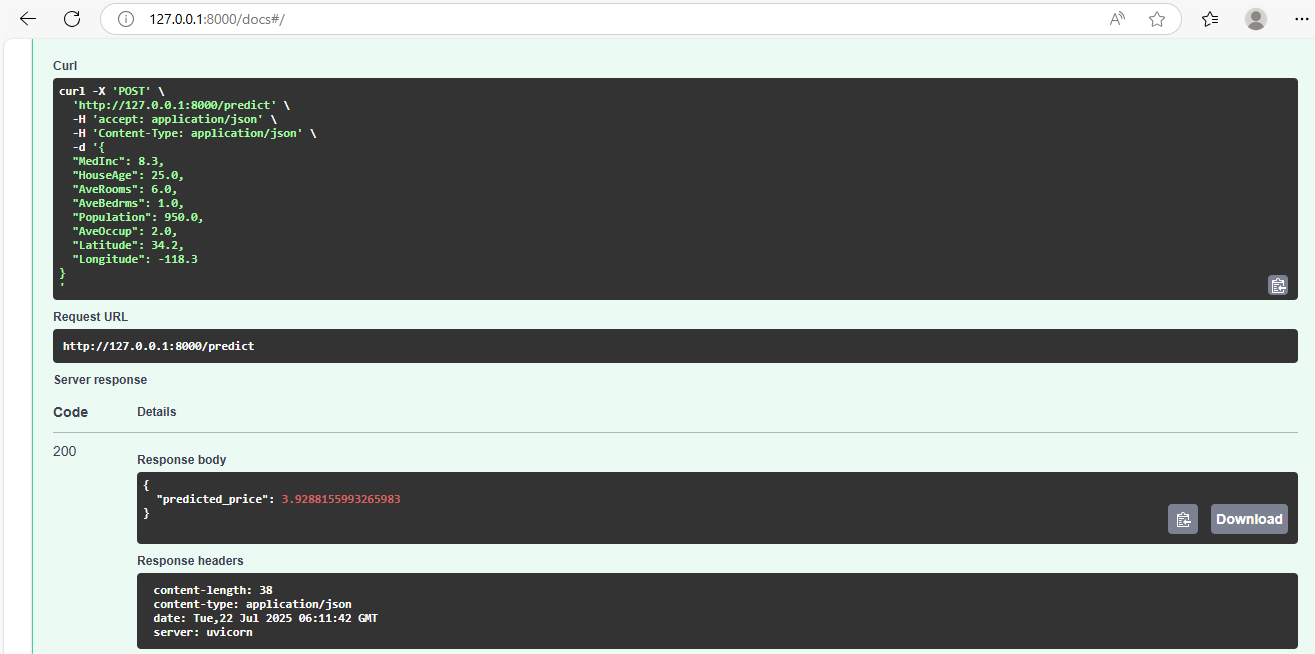 127.0.0.1:8000/docs#/
Curl
curl -X 'POST' \
  'http://127.0.0.1:8000/predict' \
  -H 'accept: application/json' \
  -H 'Content-Type: application/json' \
  -d '{
  "MedInc": 8.3,
  "HouseAge": 25.0,
  "AveRooms": 6.0,
  "AveBedrms": 1.0,
  "Population": 950.0,
  "AveOccup": 2.0,
  "Latitude": 34.2,
  "Longitude": -118.3
}
'
Request URL
http://127.0.0.1:8000/predict
Server response
Code Details
200
Response body
{
  "predicted_price": 3.9288155993265983
}
Download
Response headers
content-length: 38
content-type: application/json
date: Tue,22 Jul 2025 06:11:42 GMT
server: uvicorn